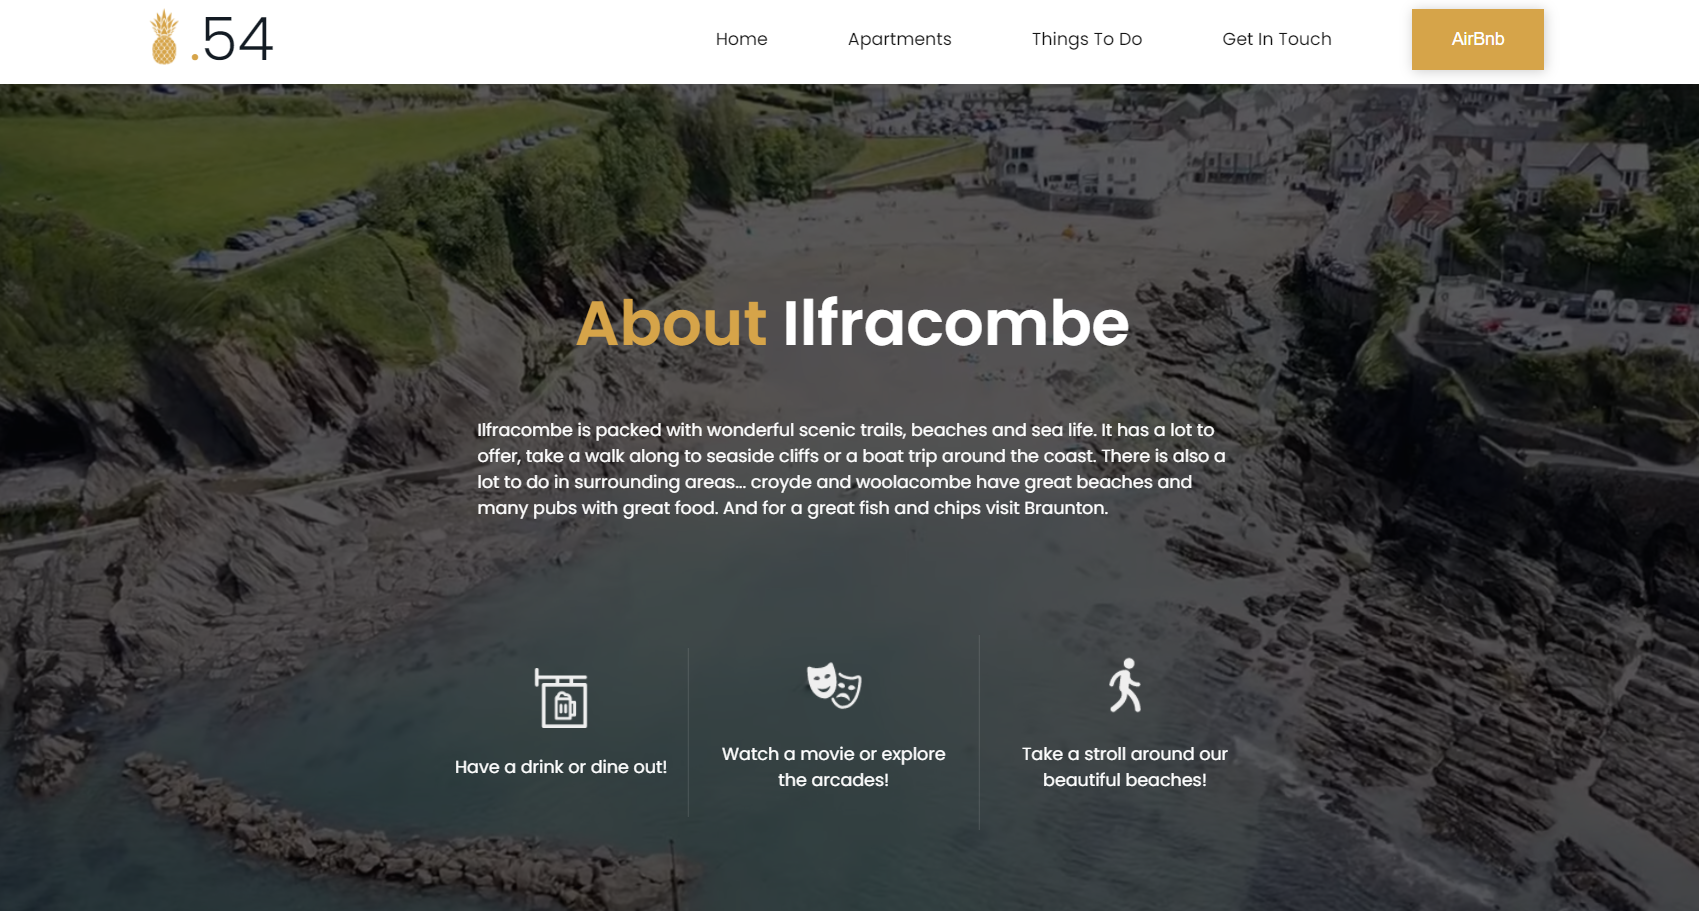 .54
Home
Apartments
Things To Do
Get In Touch
AirBnb
About Ilfracombe
Ilfracombe is packed with wonderful scenic trails, beaches and sea life. It has a lot to
offer, take a walk along to seaside cliffs or a boat trip around the coast. There is also a
lot to do in surrounding areas... croyde and woolacombe have great beaches and
many pubs with great food. And for a great fish and chips visit Braunton.
Have a drink or dine out!
Watch a movie or explore
the arcades!
Take a stroll around our
beautiful beaches!